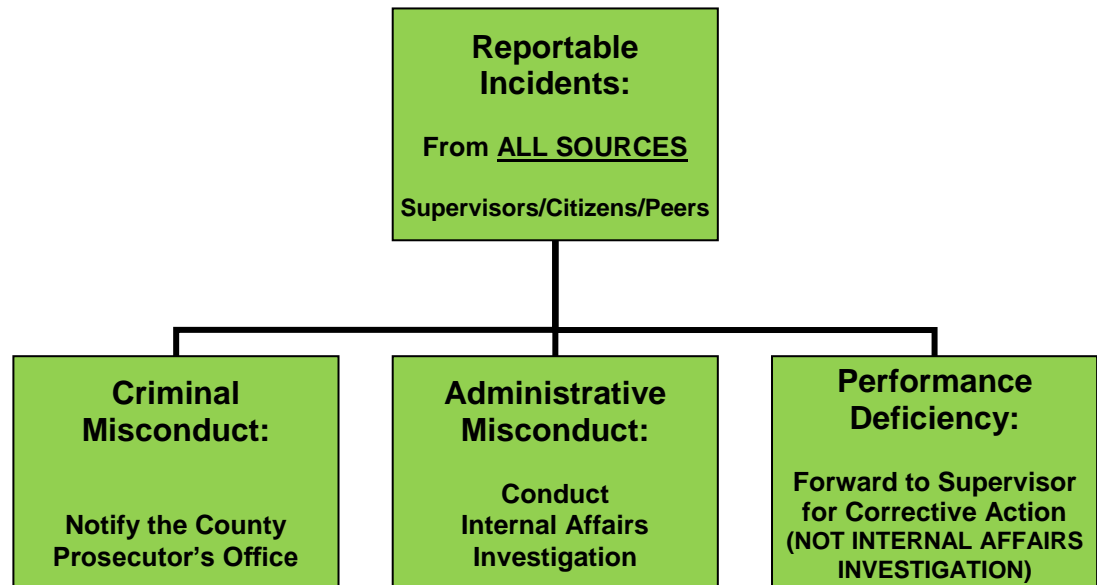 Reportable
Incidents:
From ALL SOURCES
Supervisors/Citizens/Peers
Criminal
Misconduct:
Notify the County
Prosecutor's Office
Administrative
Misconduct:
Conduct
Internal Affairs
Investigation
Performance
Deficiency:
Forward to Supervisor
for Corrective Action
(NOT INTERNAL AFFAIRS
INVESTIGATION)